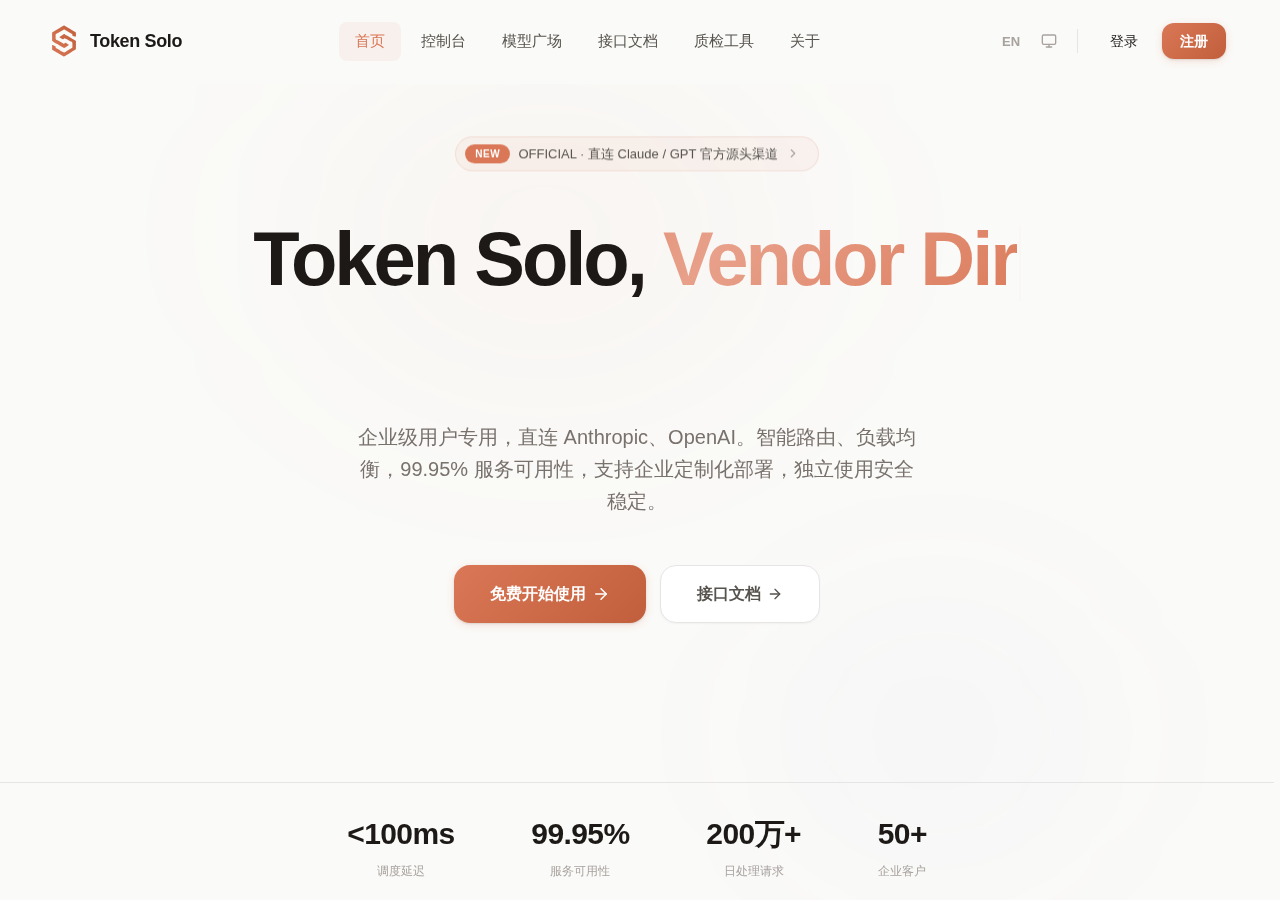 Token Solo
首页
控制台
模型广场
接口文档
质检工具
关于
EN
登录
注册
NEW
OFFICIAL · 直连 Claude / GPT 官方源头渠道
Token Solo, Vendor Dir
企业级用户专用，直连 Anthropic、OpenAI。智能路由、负载均
衡，99.95% 服务可用性，支持企业定制化部署，独立使用安全
稳定。
免费开始使用
接口文档
<100ms
99.95%
200万+
50+
调度延迟
服务可用性
日处理请求
企业客户